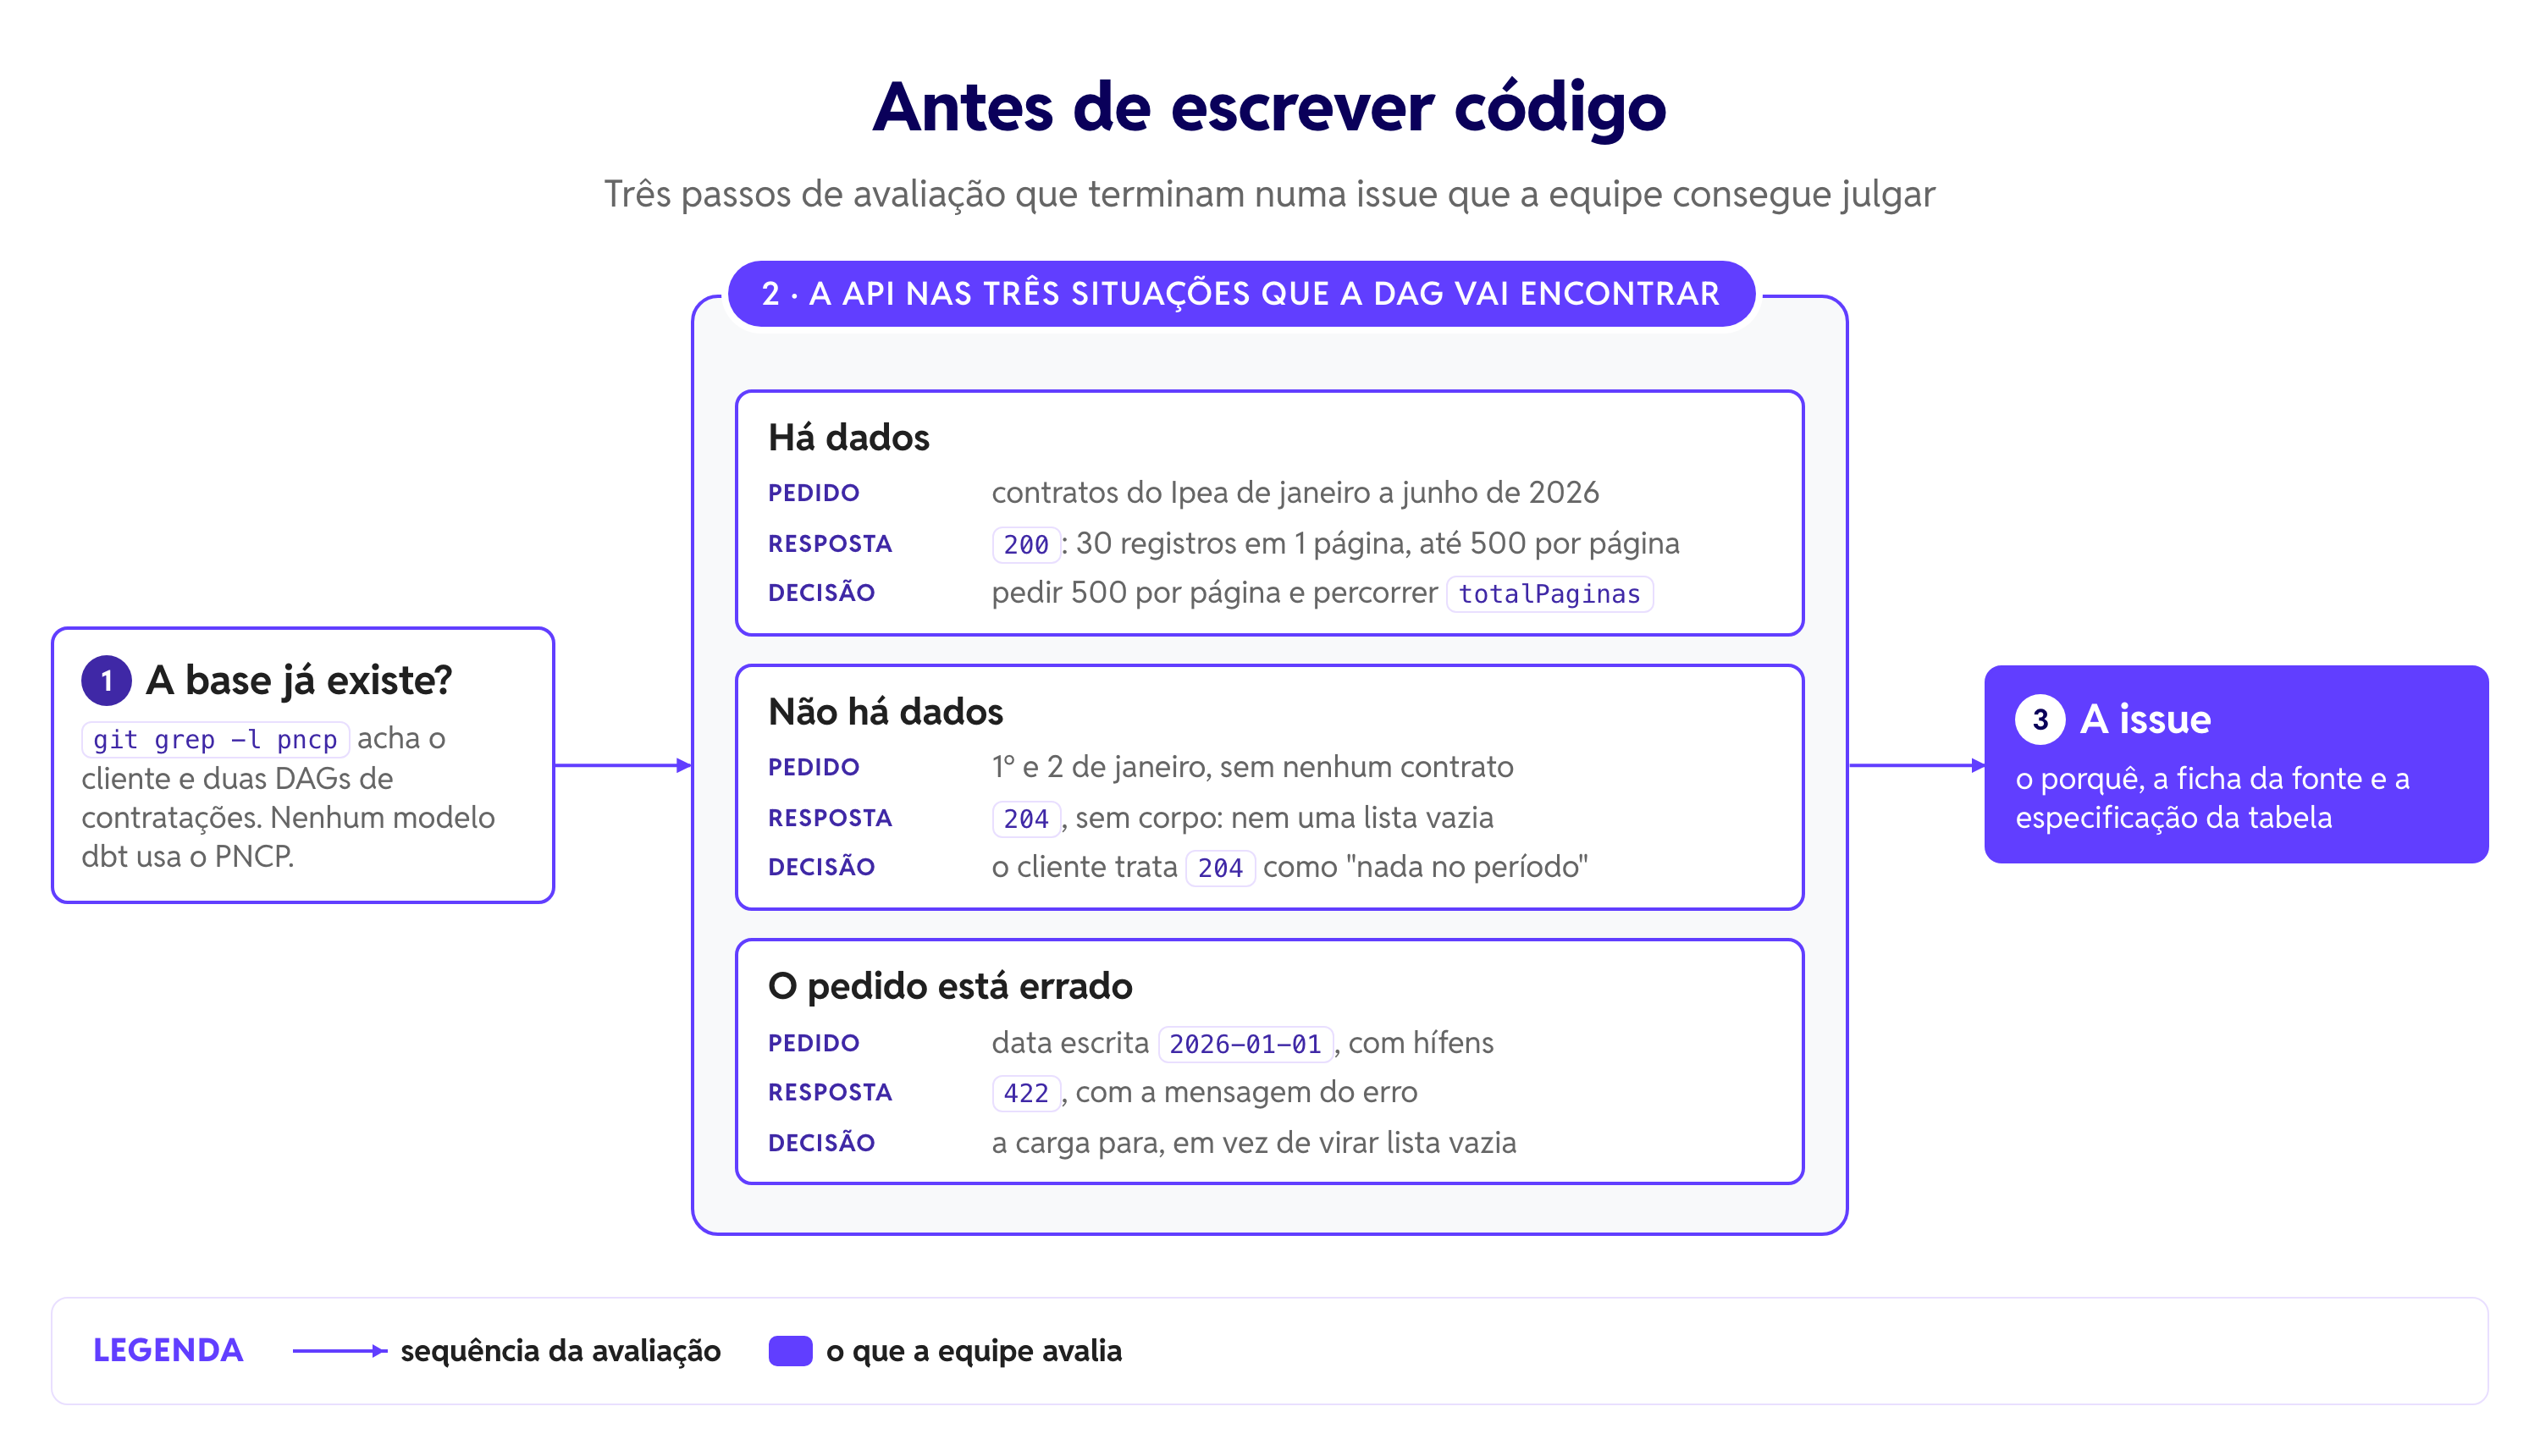 Antes de escrever código
Três passos de avaliação que terminam numa issue que a equipe consegue julgar
1 A base já existe?
git grep -l pncp acha o
cliente e duas DAGs de
contratações. Nenhum modelo
dbt usa o PNCP.
2 · A API NAS TRÊS SITUAÇÕES QUE A DAG VAI ENCONTRAR
Há dados
PEDIDO contratos do Ipea de janeiro a junho de 2026
RESPOSTA 200: 30 registros em 1 página, até 500 por página
DECISÃO pedir 500 por página e percorrer totalPaginas
Não há dados
PEDIDO 1º e 2 de janeiro, sem nenhum contrato
RESPOSTA 204, sem corpo: nem uma lista vazia
DECISÃO o cliente trata 204 como "nada no período"
O pedido está errado
PEDIDO data escrita 2026-01-01, com hífens
RESPOSTA 422, com a mensagem do erro
DECISÃO a carga para, em vez de virar lista vazia
3 A issue
o porquê, a ficha da fonte e a
especificação da tabela
LEGENDA sequência da avaliação o que a equipe avalia